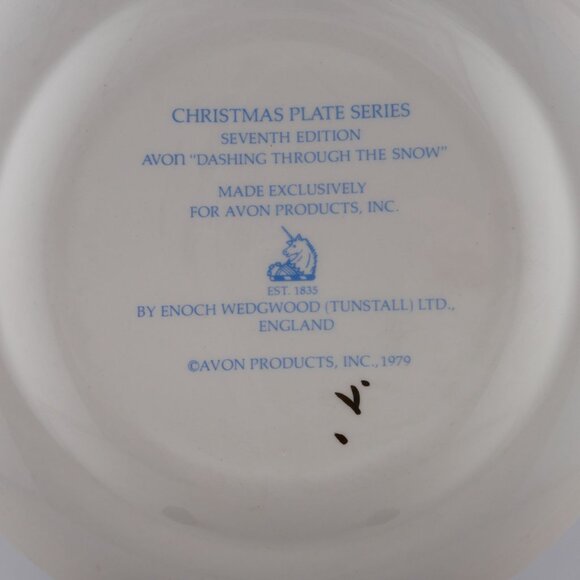 CHRISTMAS PLATE SERIES
SEVENTH EDITION
AVON "DASHING THROUGH THE SNOW"
MADE EXCLUSIVELY
FOR AVON PRODUCTS, INC.
EST. 1835
BY ENOCH WEDGWOOD (TUNSTALL) LTD.,
ENGLAND
©AVON PRODUCTS, INC., 1979